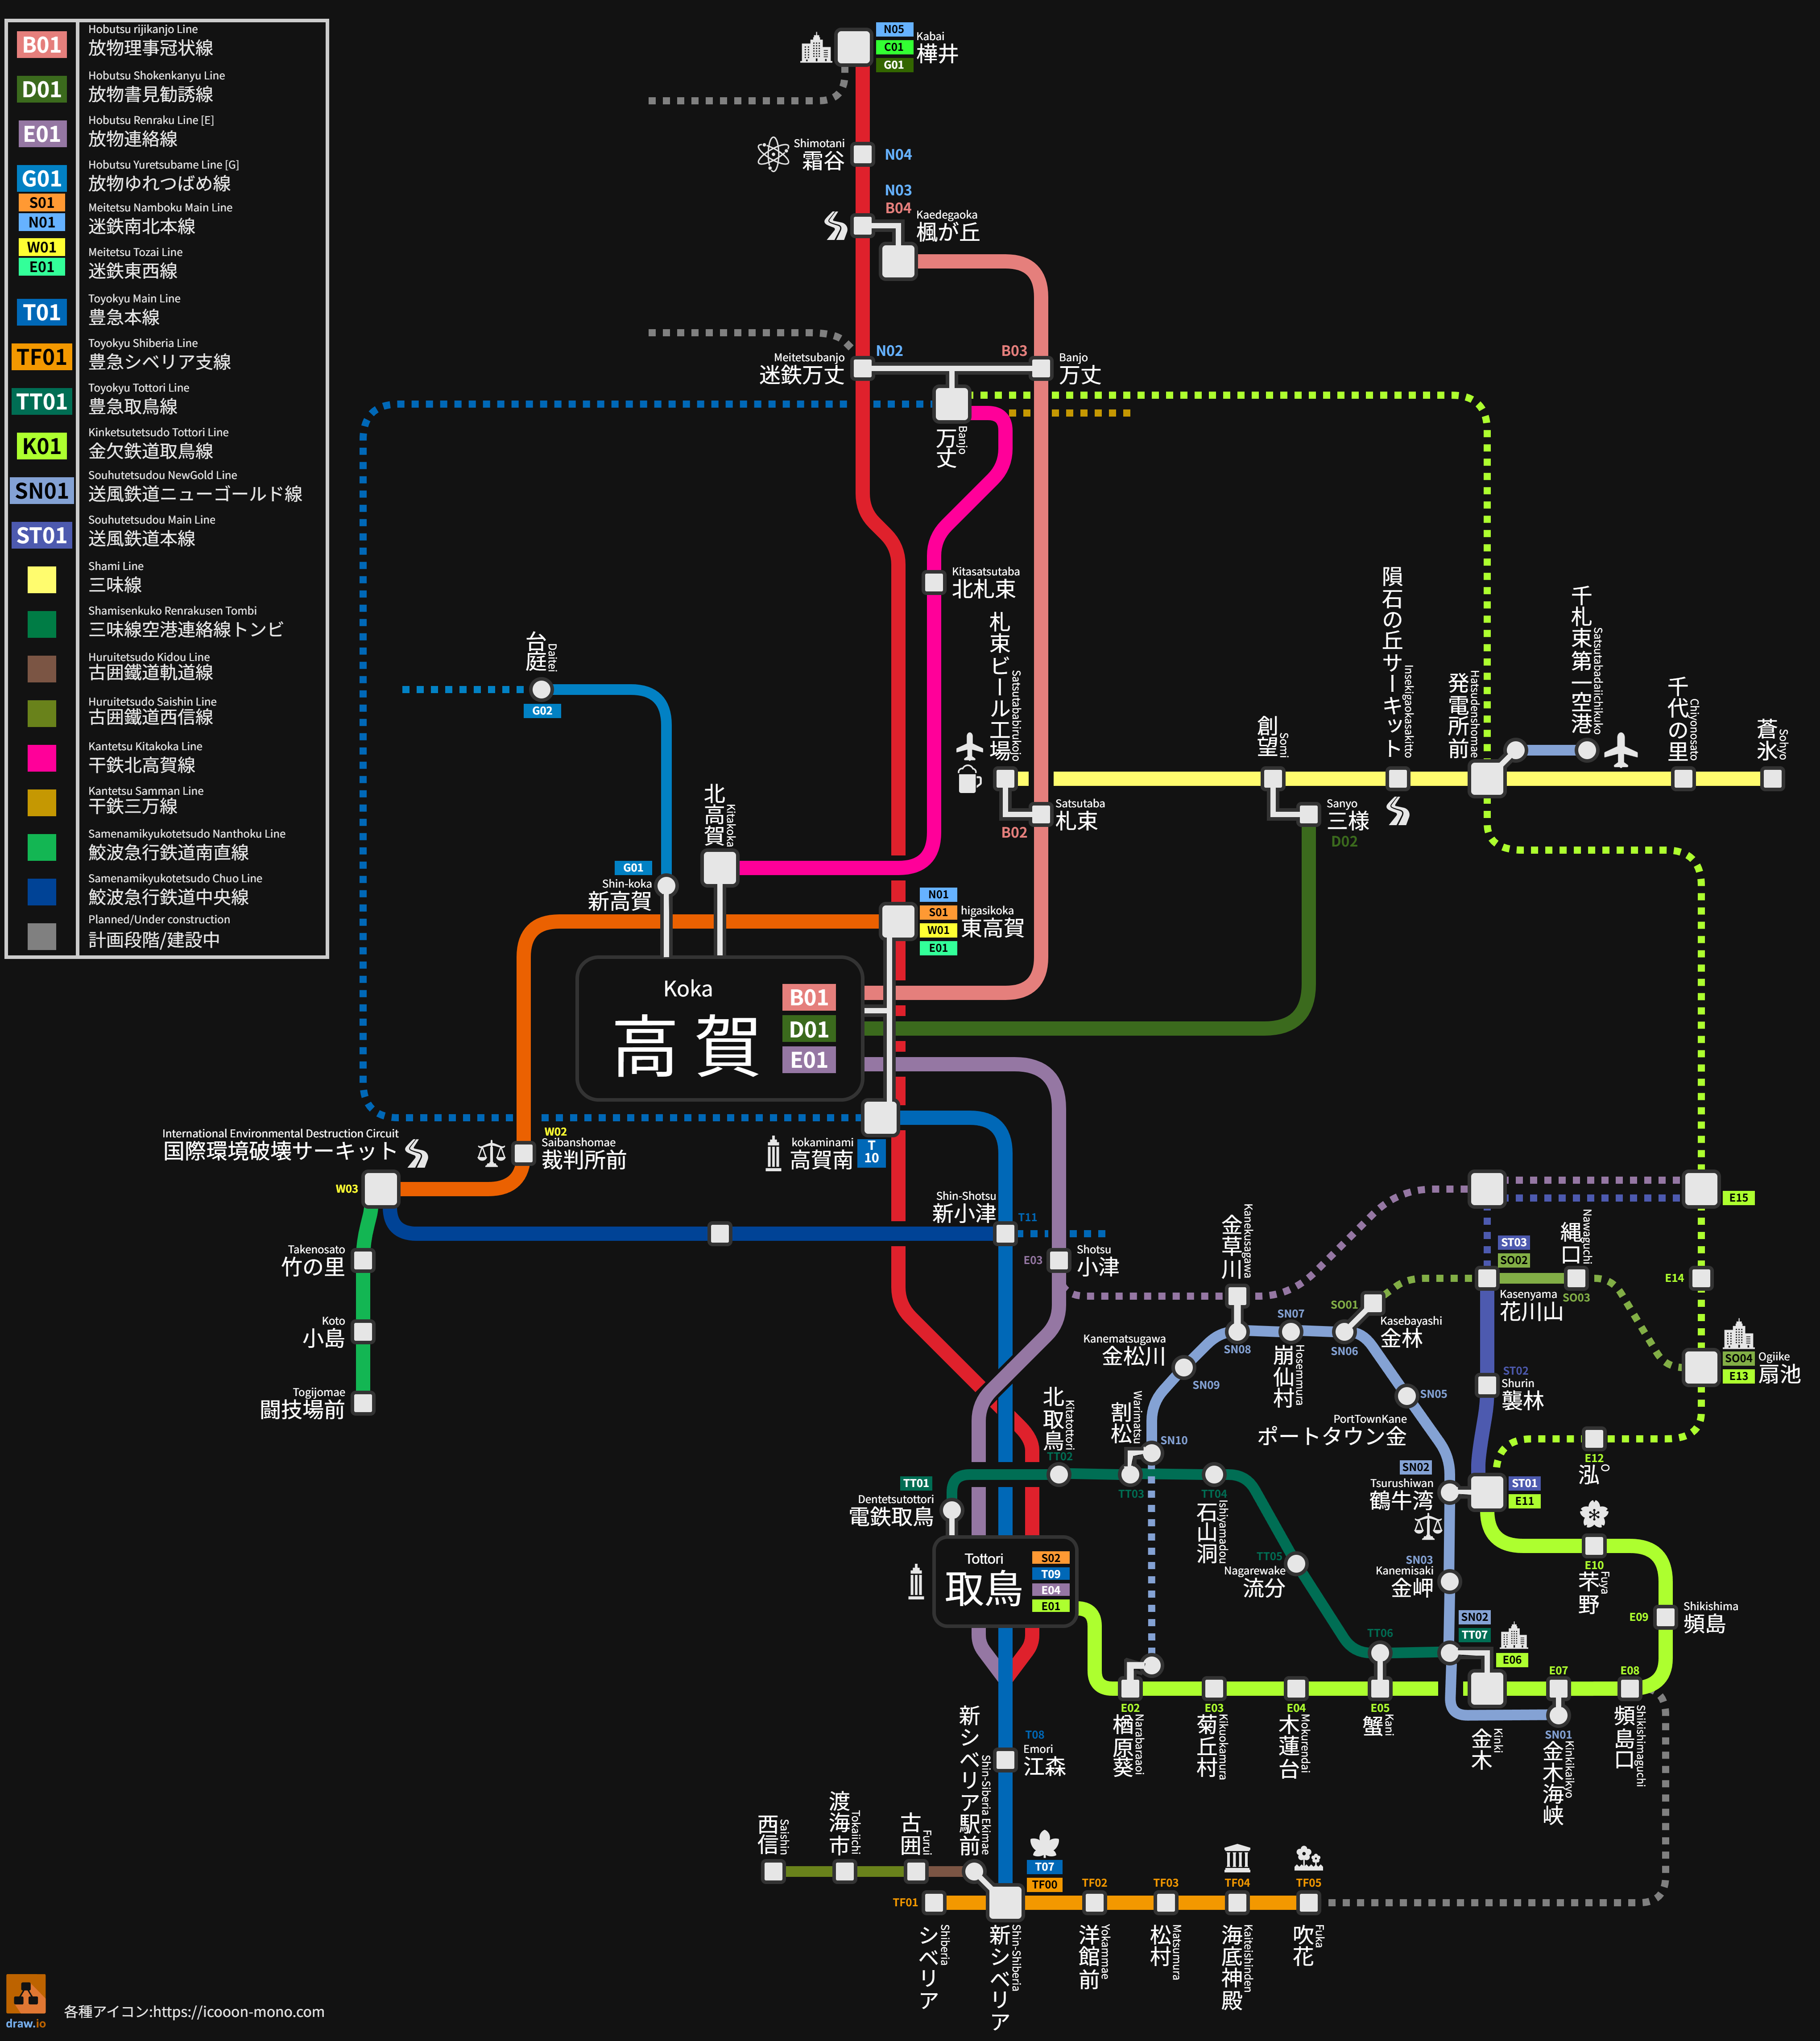 B01
Hobutsu rijikanjo Line
放物理事冠状線
D01
Hobutsu Shokenkanyu Line
放物書見勧誘線
E01
Hobutsu Renraku Line [E]
放物連絡線
G01
Hobutsu Yuretsubame Line [G]
放物ゆれつばめ線
S01
N01
Meitetsu Namboku Main Line
迷鉄南北本線
W01
E01
Meitetsu Tozai Line
迷鉄東西線
T01
Toyokyu Main Line
豊急本線
TF01
Toyokyu Shiberia Line
豊急シベリア支線
TT01
Toyokyu Tottori Line
豊急取鳥線
K01
Kinketsutetsudo Tottori Line
金欠鉄道取鳥線
SN01
Souhutetsudou NewGold Line
送風鉄道ニューゴールド線
ST01
Souhutetsudou Main Line
送風鉄道本線
Shami Line
三味線
Shamisenkuko Renrakusen Tombi
三味線空港連絡線トンビ
Huruitetsudo Kidou Line
古囲鐵道軌道線
Huruitetsudo Saishin Line
古囲鐵道西信線
Kantetsu Kitakoka Line
干鉄北高賀線
Kantetsu Samman Line
干鉄三万線
Samenamikyukotetsudo Nanthoku Line
鮫波急行鉄道南直線
Samenamikyukotetsudo Chuo Line
鮫波急行鉄道中央線
Planned/Under construction
計画段階/建設中
N05
C01
G01
Kabai
樺井
Shimotani
霜谷
N04
N03
B04
Kaedegaoka
楓が丘
Meitetsubanjo
迷鉄万丈
N02
B03
Banjo
万丈
万丈
Banjo
Kitasatsutaba
北札束
台庭
Daitei
G02
札束ビール工場
Satsutababirukojo
Satsutaba
札束
B02
創望
Somi
Sanyo
三様
D02
隕石の丘サーキット
Insekigaokasakitto
発電所前
Hatsudenshomae
千札束第一空港
Satsutabadaiichikuko
千代の里
Chiyonosato
蒼氷
Sohyo
北高賀
Kitakoka
G01
Shin-koka
新高賀
N01
S01
W01
E01
higasikoka
東高賀
Koka
高賀
B01
D01
E01
kokaminami
高賀南
T
10
W02
Saibanshomae
裁判所前
International Environmental Destruction Circuit
国際環境破壊サーキット
W03
Takenosato
竹の里
Koto
小島
Togijomae
闘技場前
Shin-Shotsu
新小津
T11
E03
Shotsu
小津
金草川
Kanekusagawa
SN08
SN07
崩仙村
Hosemmura
SO01
SN06
Kasebayashi
金林
Kanematsugawa
金松川
SN09
SN05
PortTownKane
ポートタウン金
E15
ST03
SO02
Kasenyama
花川山
縄口
Nawaguchi
SO03
E14
SO04
E13
Ogiike
扇池
ST02
Shurin
襲林
E12
泓
O
北取鳥
Kitatottori
TT02
割松
Warimatsu
SN10
TT03
TT04
石山洞
Ishiyamadou
TT01
Dentetsutottori
電鉄取鳥
SN02
Tsurushiwan
鶴牛湾
ST01
E11
E10
苿野
Fuya
Tottori
取鳥
S02
T09
E04
E01
TT05
Nagarewake
流分
SN03
Kanemisaki
金岬
E09
Shikishima
頻島
TT06
SN02
TT07
E06
E07
E08
E02
楢原葵
Narabaraaoi
E03
菊丘村
Kikuokamura
E04
木蓮台
Mokurendai
E05
蟹
Kani
金木
Kinki
SN01
金木海峡
Kinkikaikyo
頻島口
Shikishimaguchi
T08
Emori
江森
新シベリア駅前
Shin-Siberia Ekimae
西信
Saishin
渡海市
Tokaiichi
古囲
Furui
T07
TF00
TF01
TF02
TF03
TF04
TF05
シベリア
Shiberia
新シベリア
Shin-Shiberia
洋館前
Yokammae
松村
Matsumura
海底神殿
Kaiteishinden
吹花
Fuka
draw.io
各種アイコン:https://icooon-mono.com